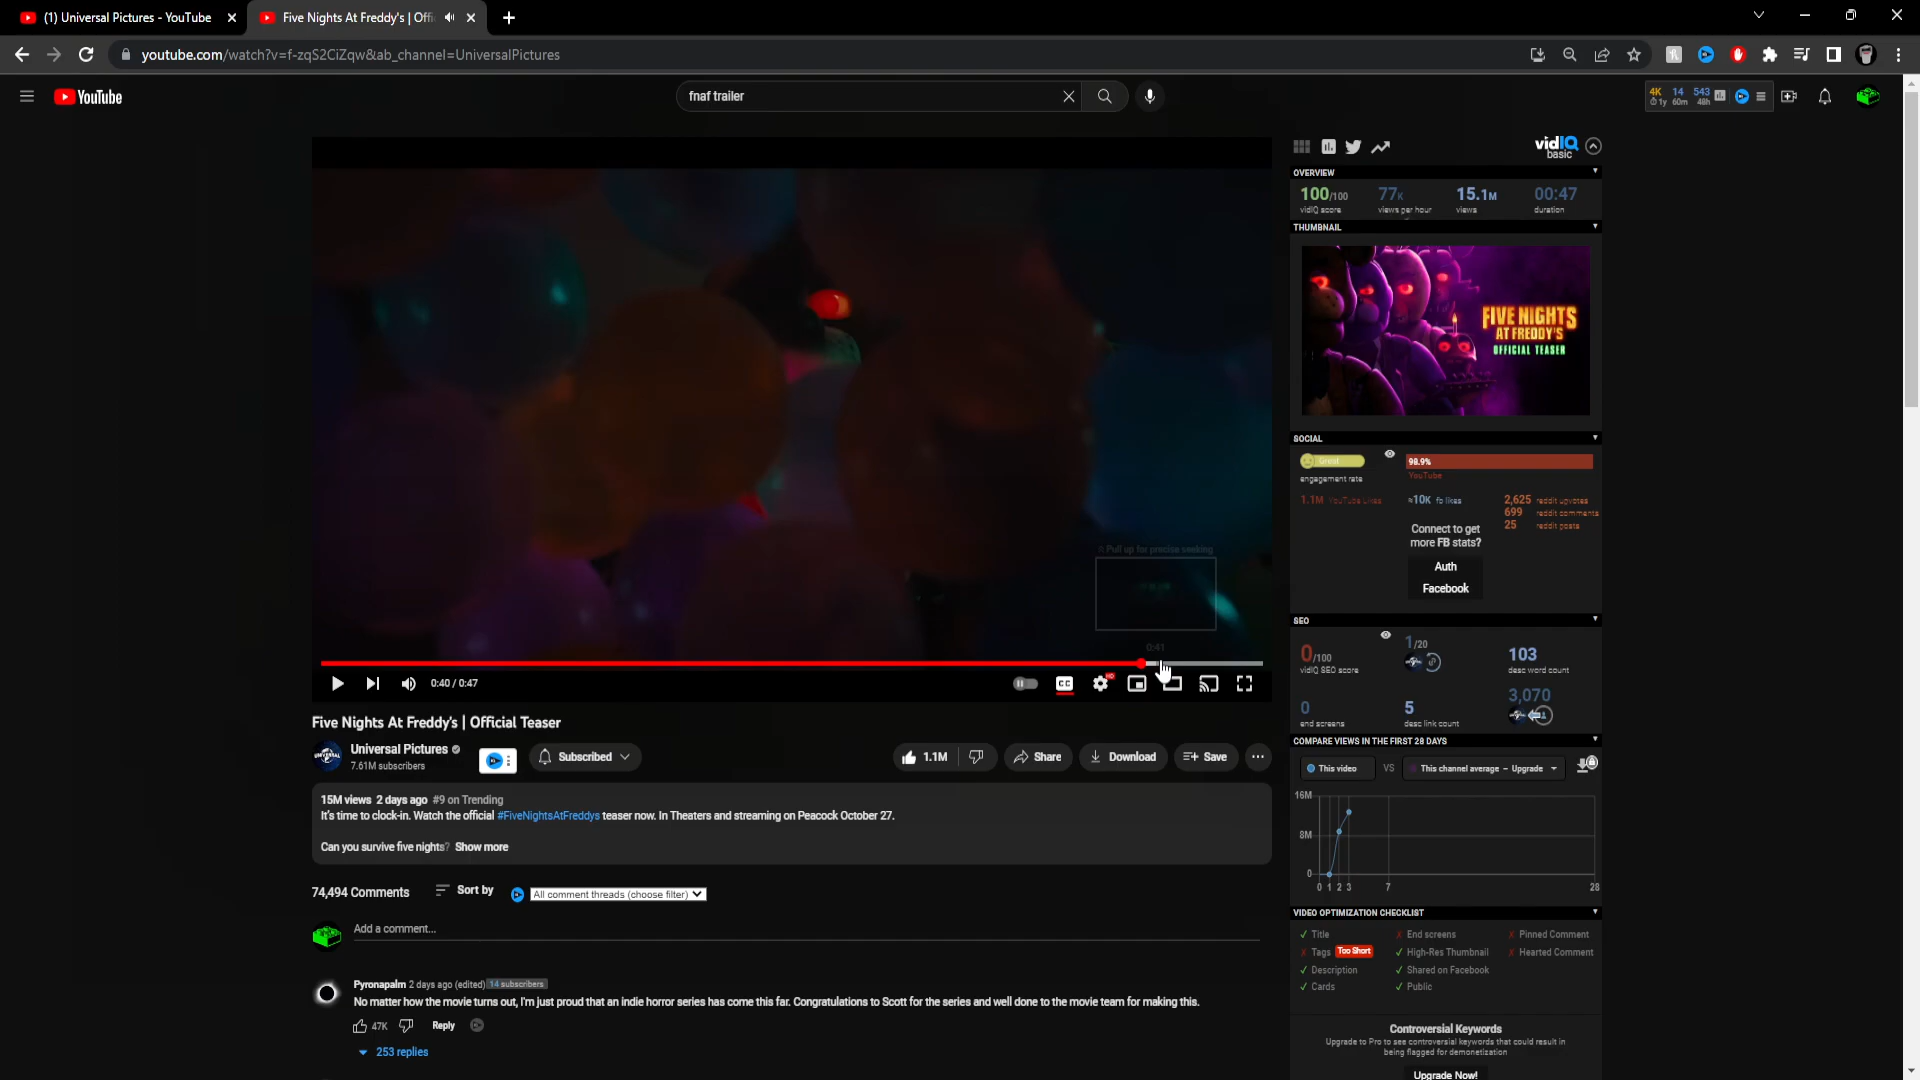 (1) Universal Pictures - YouTube
Five Nights At Freddy's | Offi
youtube.com/watch?v=f-zqS2CiZqw&ab_channel=UniversalPictures
YouTube
fnaf trailer
4K 14 543
1y 60m 48h
vidIQ
basic
OVERVIEW
100/100 77K 15.1M 00:47
vidIQ score views per hour views duration
THUMBNAIL
FIVE NIGHTS
AT FREDDY'S
OFFICIAL TEASER
SOCIAL
Great 98.9%
engagement rate YouTube
1.1M YouTube Likes ≈10K fb likes 2,625 reddit upvotes
699 reddit comments
25 reddit posts
Connect to get
more FB stats?
Auth
Facebook
SEO
0/100 1/20 103
vidIQ SEO score desc word count
0 5 3,070
end screens desc link count
Pull up for precise seeking
0:41
0:40 / 0:47
CC
HD
Five Nights At Freddy's | Official Teaser
Universal Pictures
7.61M subscribers
Subscribed
1.1M Share Download Save
15M views 2 days ago #9 on Trending
It's time to clock-in. Watch the official #FiveNightsAtFreddys teaser now. In Theaters and streaming on Peacock October 27.
Can you survive five nights? Show more
COMPARE VIEWS IN THE FIRST 28 DAYS
This video VS This channel average - Upgrade
16M
8M
0
0 1 2 3 7 28
74,494 Comments Sort by All comment threads (choose filter)
Add a comment...
Pyronapalm 2 days ago (edited) 14 subscribers
No matter how the movie turns out, I'm just proud that an indie horror series has come this far. Congratulations to Scott for the series and well done to the movie team for making this.
47K Reply
253 replies
VIDEO OPTIMIZATION CHECKLIST
✓ Title ✗ End screens ✗ Pinned Comment
✗ Tags Too Short ✓ High-Res Thumbnail ✗ Hearted Comment
✓ Description ✓ Shared on Facebook
✓ Cards ✓ Public
Controversial Keywords
Upgrade to Pro to see controversial keywords that could result in
being flagged for demonetization
Upgrade Now!